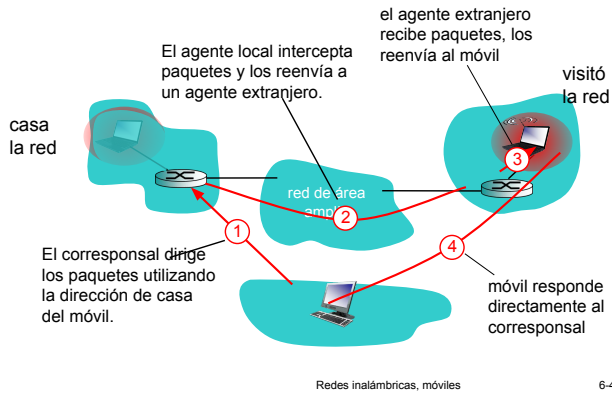 el agente extranjero
recibe paquetes, los
reenvía al móvil
El agente local intercepta
paquetes y los reenvía a
un agente extranjero.
visitó
la red
casa
la red
3
red de área
2
1
4
El corresponsal dirige
los paquetes utilizando
la dirección de casa
del móvil.
móvil responde
directamente al
corresponsal
Redes inalámbricas, móviles
6-4